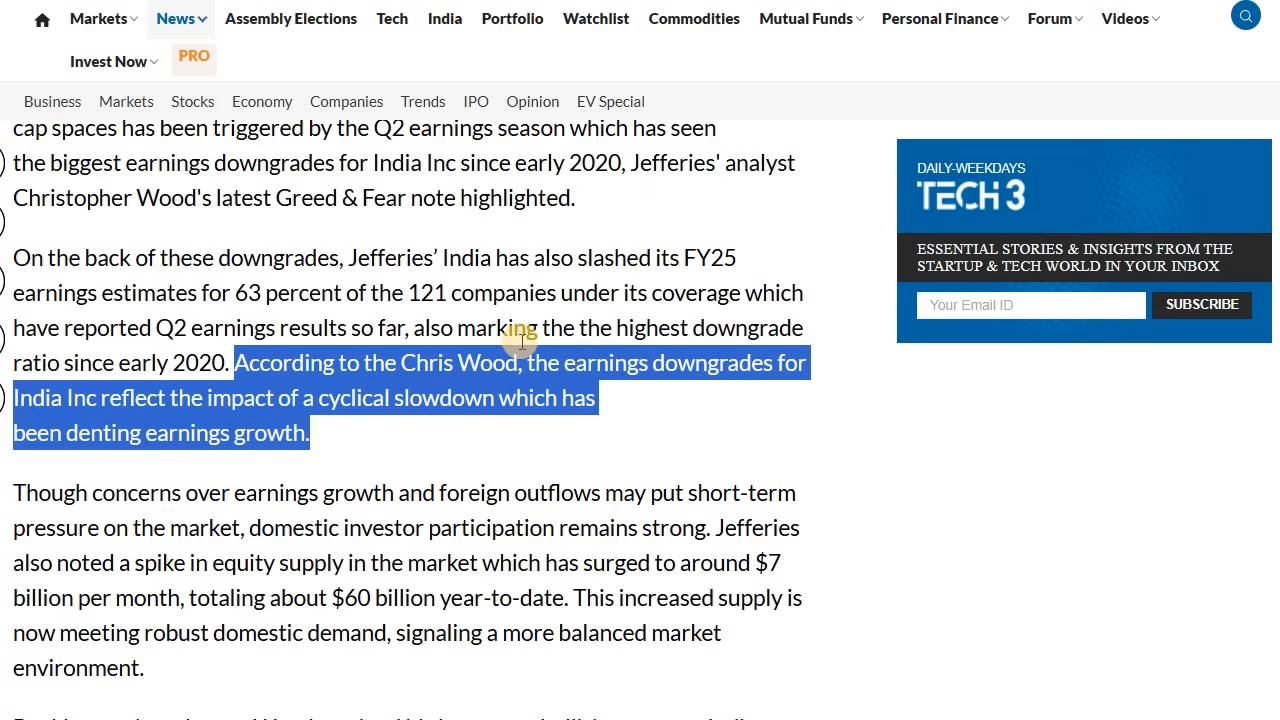 Markets News Assembly Elections Tech India Portfolio Watchlist Commodities Mutual Funds Personal Finance Forum Videos
Invest Now PRO
Business Markets Stocks Economy Companies Trends IPO Opinion EV Special
cap spaces has been triggered by the Q2 earnings season which has seen
the biggest earnings downgrades for India Inc since early 2020, Jefferies' analyst
Christopher Wood's latest Greed & Fear note highlighted.
On the back of these downgrades, Jefferies’ India has also slashed its FY25
earnings estimates for 63 percent of the 121 companies under its coverage which
have reported Q2 earnings results so far, also marking the the highest downgrade
ratio since early 2020. According to the Chris Wood, the earnings downgrades for
India Inc reflect the impact of a cyclical slowdown which has
been denting earnings growth.
Though concerns over earnings growth and foreign outflows may put short-term
pressure on the market, domestic investor participation remains strong. Jefferies
also noted a spike in equity supply in the market which has surged to around $7
billion per month, totaling about $60 billion year-to-date. This increased supply is
now meeting robust domestic demand, signaling a more balanced market
environment.
DAILY-WEEKDAYS
TECH 3
ESSENTIAL STORIES & INSIGHTS FROM THE
STARTUP & TECH WORLD IN YOUR INBOX
Your Email ID SUBSCRIBE